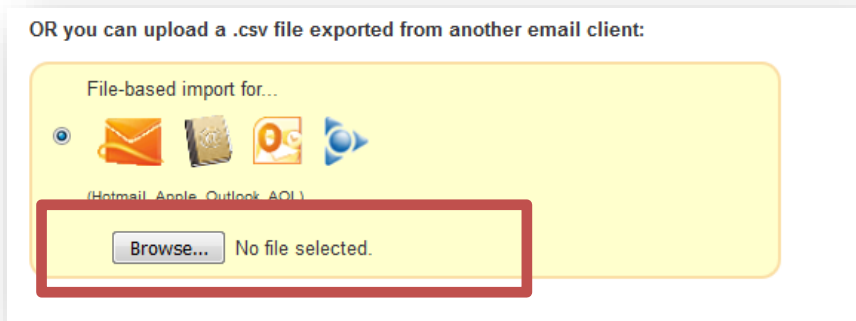 OR you can upload a .csv file exported from another email client:
File-based import for...
(Hotmail, Apple, Outlook, AOL)
Browse... No file selected.